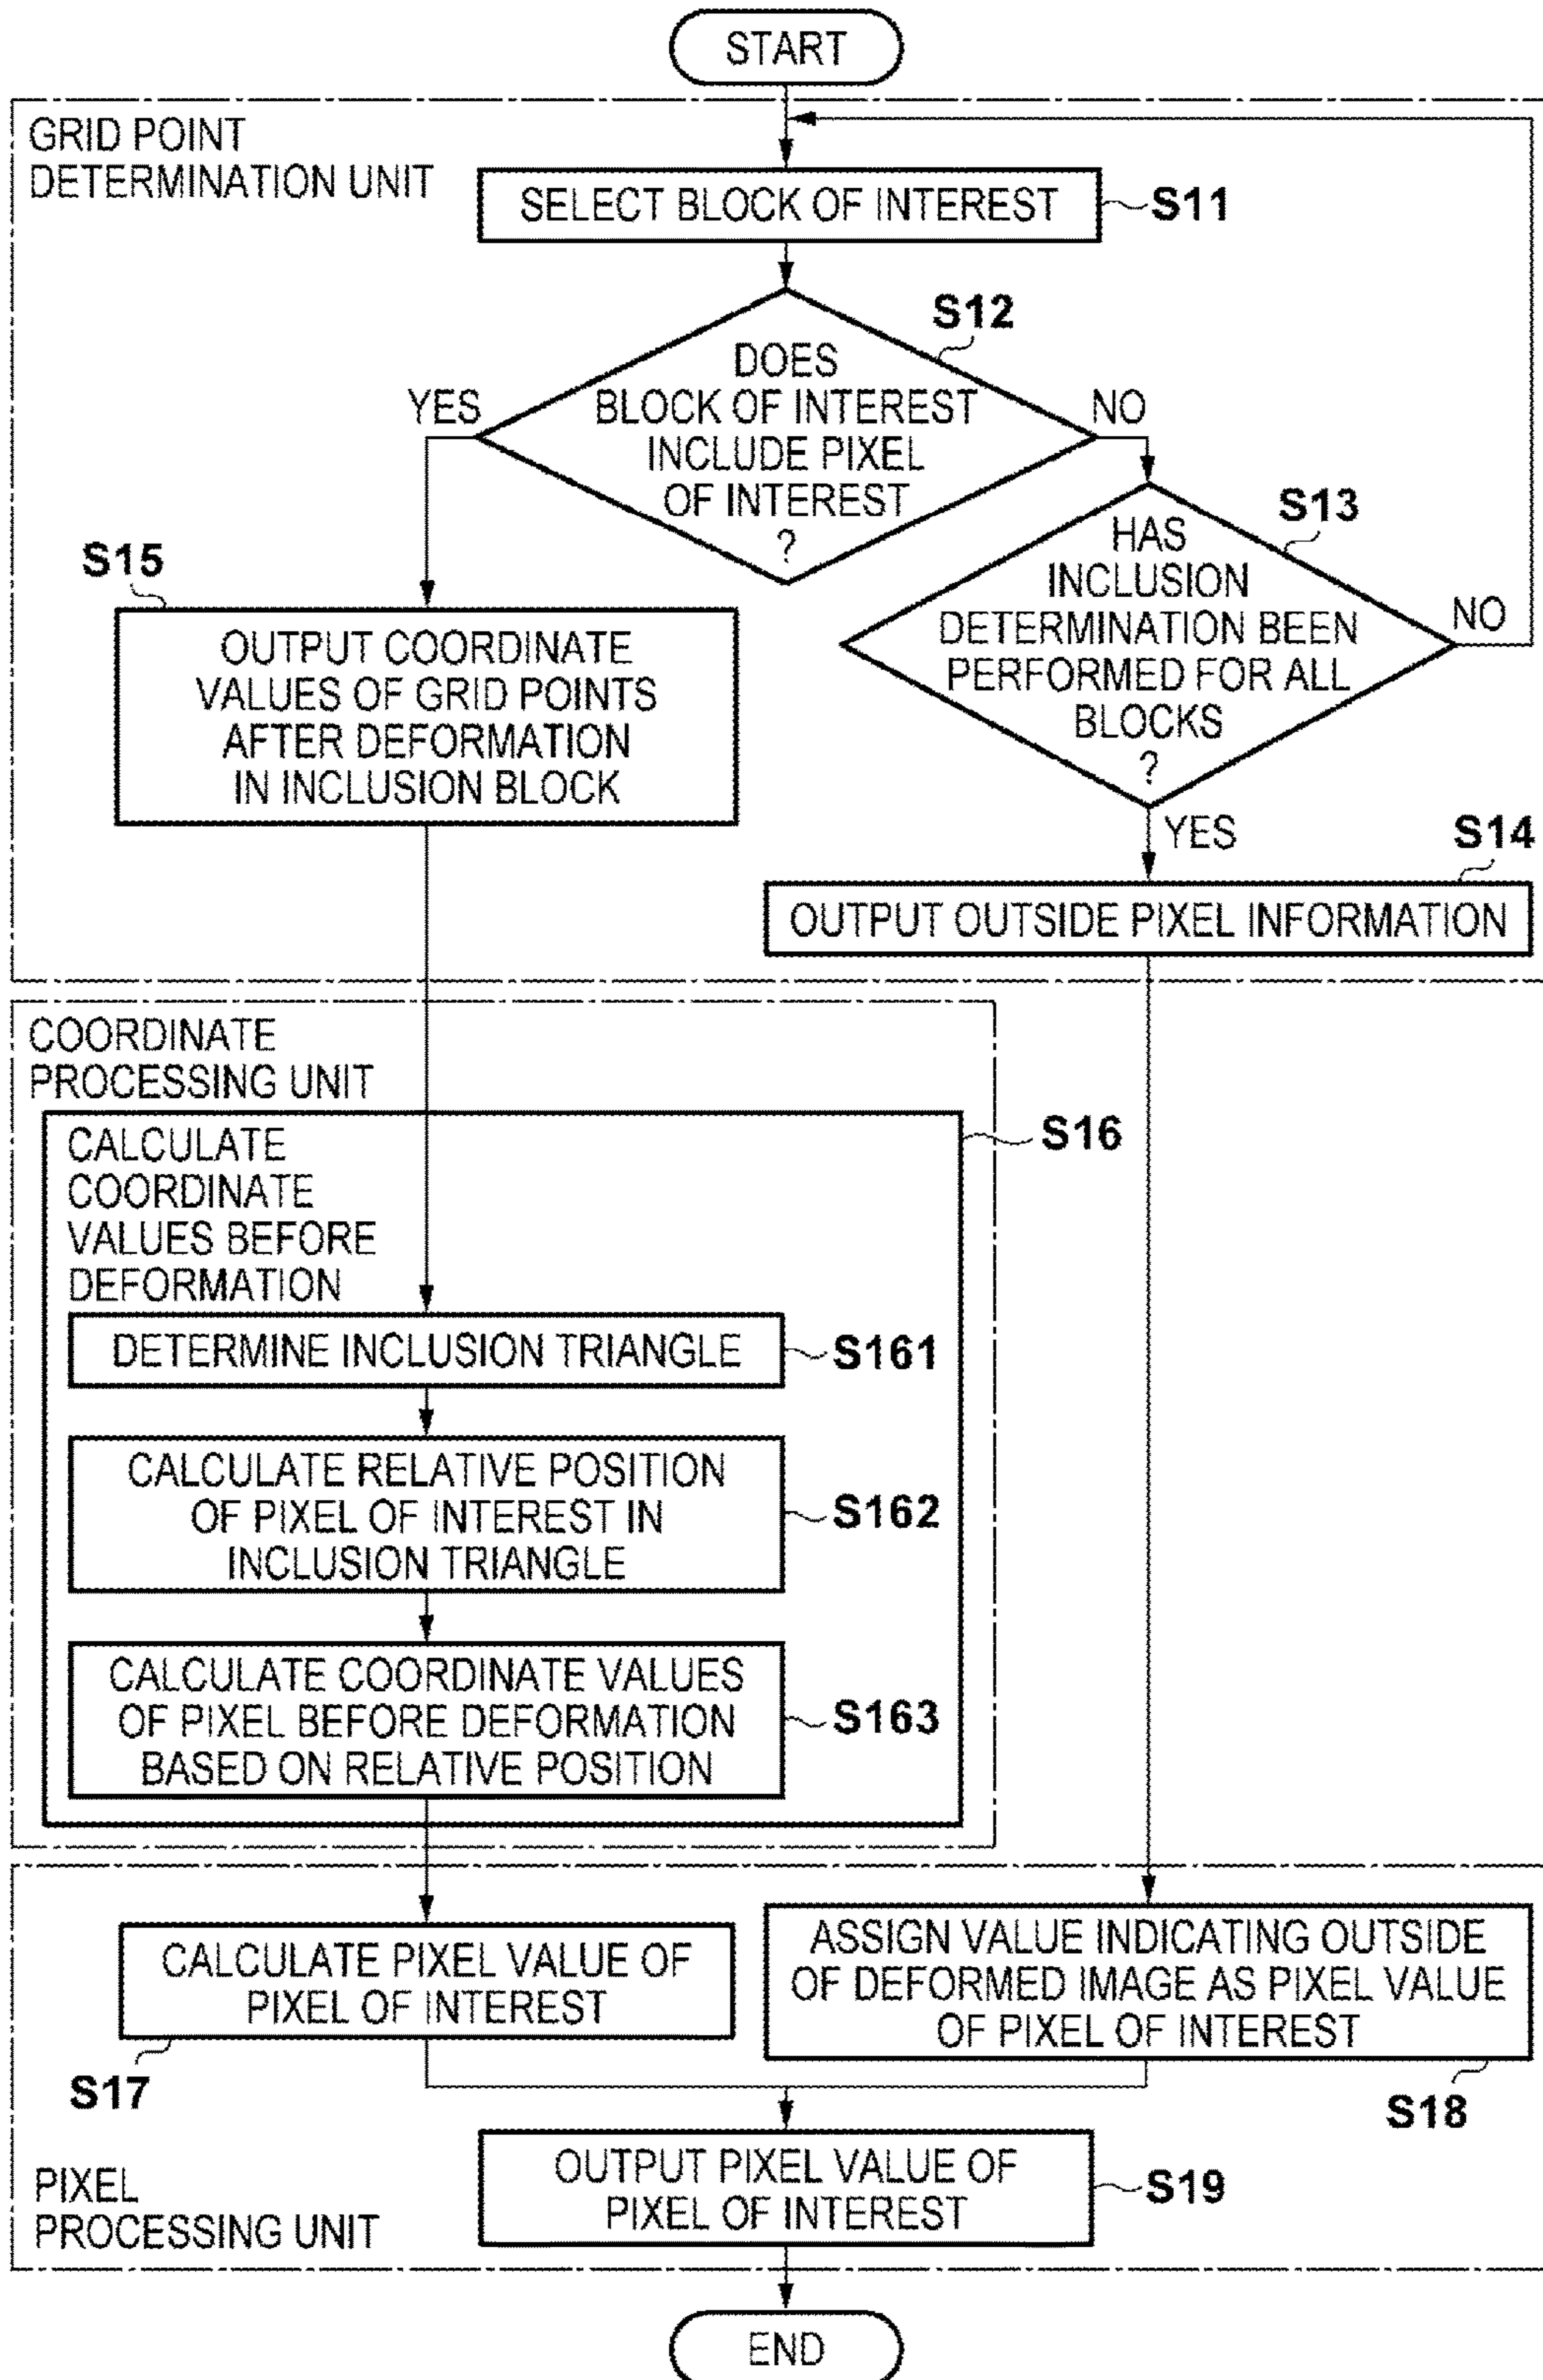 START
GRID POINT
DETERMINATION UNIT
SELECT BLOCK OF INTEREST
S11
S12
DOES
BLOCK OF INTEREST
INCLUDE PIXEL
OF INTEREST
?
YES
NO
S13
HAS
INCLUSION
DETERMINATION BEEN
PERFORMED FOR ALL
BLOCKS
?
NO
YES
S15
OUTPUT COORDINATE
VALUES OF GRID POINTS
AFTER DEFORMATION
IN INCLUSION BLOCK
S14
OUTPUT OUTSIDE PIXEL INFORMATION
COORDINATE
PROCESSING UNIT
S16
CALCULATE
COORDINATE
VALUES BEFORE
DEFORMATION
DETERMINE INCLUSION TRIANGLE
S161
CALCULATE RELATIVE POSITION
OF PIXEL OF INTEREST IN
INCLUSION TRIANGLE
S162
CALCULATE COORDINATE VALUES
OF PIXEL BEFORE DEFORMATION
BASED ON RELATIVE POSITION
S163
CALCULATE PIXEL VALUE OF
PIXEL OF INTEREST
S17
ASSIGN VALUE INDICATING OUTSIDE
OF DEFORMED IMAGE AS PIXEL VALUE
OF PIXEL OF INTEREST
S18
OUTPUT PIXEL VALUE OF
PIXEL OF INTEREST
S19
PIXEL
PROCESSING UNIT
END